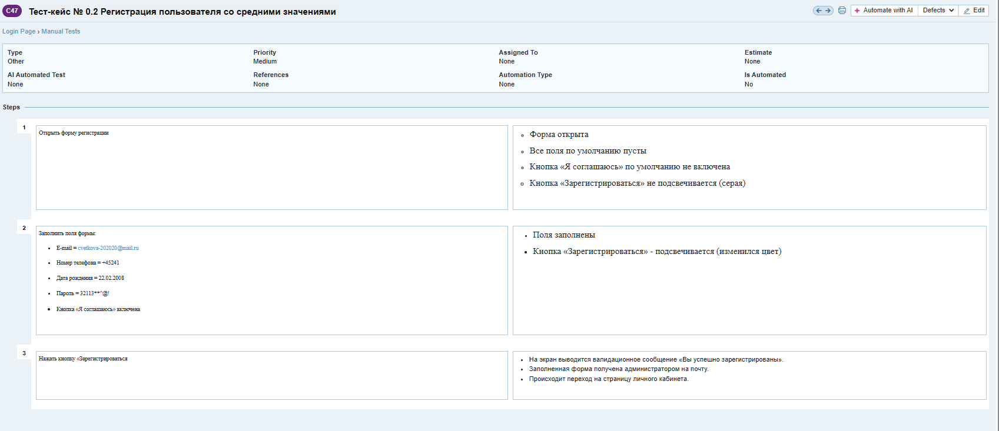 C47 Тест-кейс № 0.2 Регистрация пользователя со средними значениями
Automate with AI Defects Edit
Login Page › Manual Tests
Type Priority Assigned To Estimate
Other Medium None None
AI Automated Test References Automation Type Is Automated
None None None No
Steps
1
Открыть форму регистрации
Форма открыта
Все поля по умолчанию пусты
Кнопка «Я соглашаюсь» по умолчанию не включена
Кнопка «Зарегистрироваться» не подсвечивается (серая)
2
Заполнить поля формы:
E-mail = cvetkova-202020@mail.ru
Номер телефона = +45241
Дата рождения = 22.02.2008
Пароль = 32113**^@!
Кнопка «Я соглашаюсь» включена
Поля заполнены
Кнопка «Зарегистрироваться» - подсвечивается (изменился цвет)
3
Нажать кнопку «Зарегистрироваться
На экран выводится валидационное сообщение «Вы успешно зарегистрированы».
Заполненная форма получена администратором на почту.
Происходит переход на страницу личного кабинета.